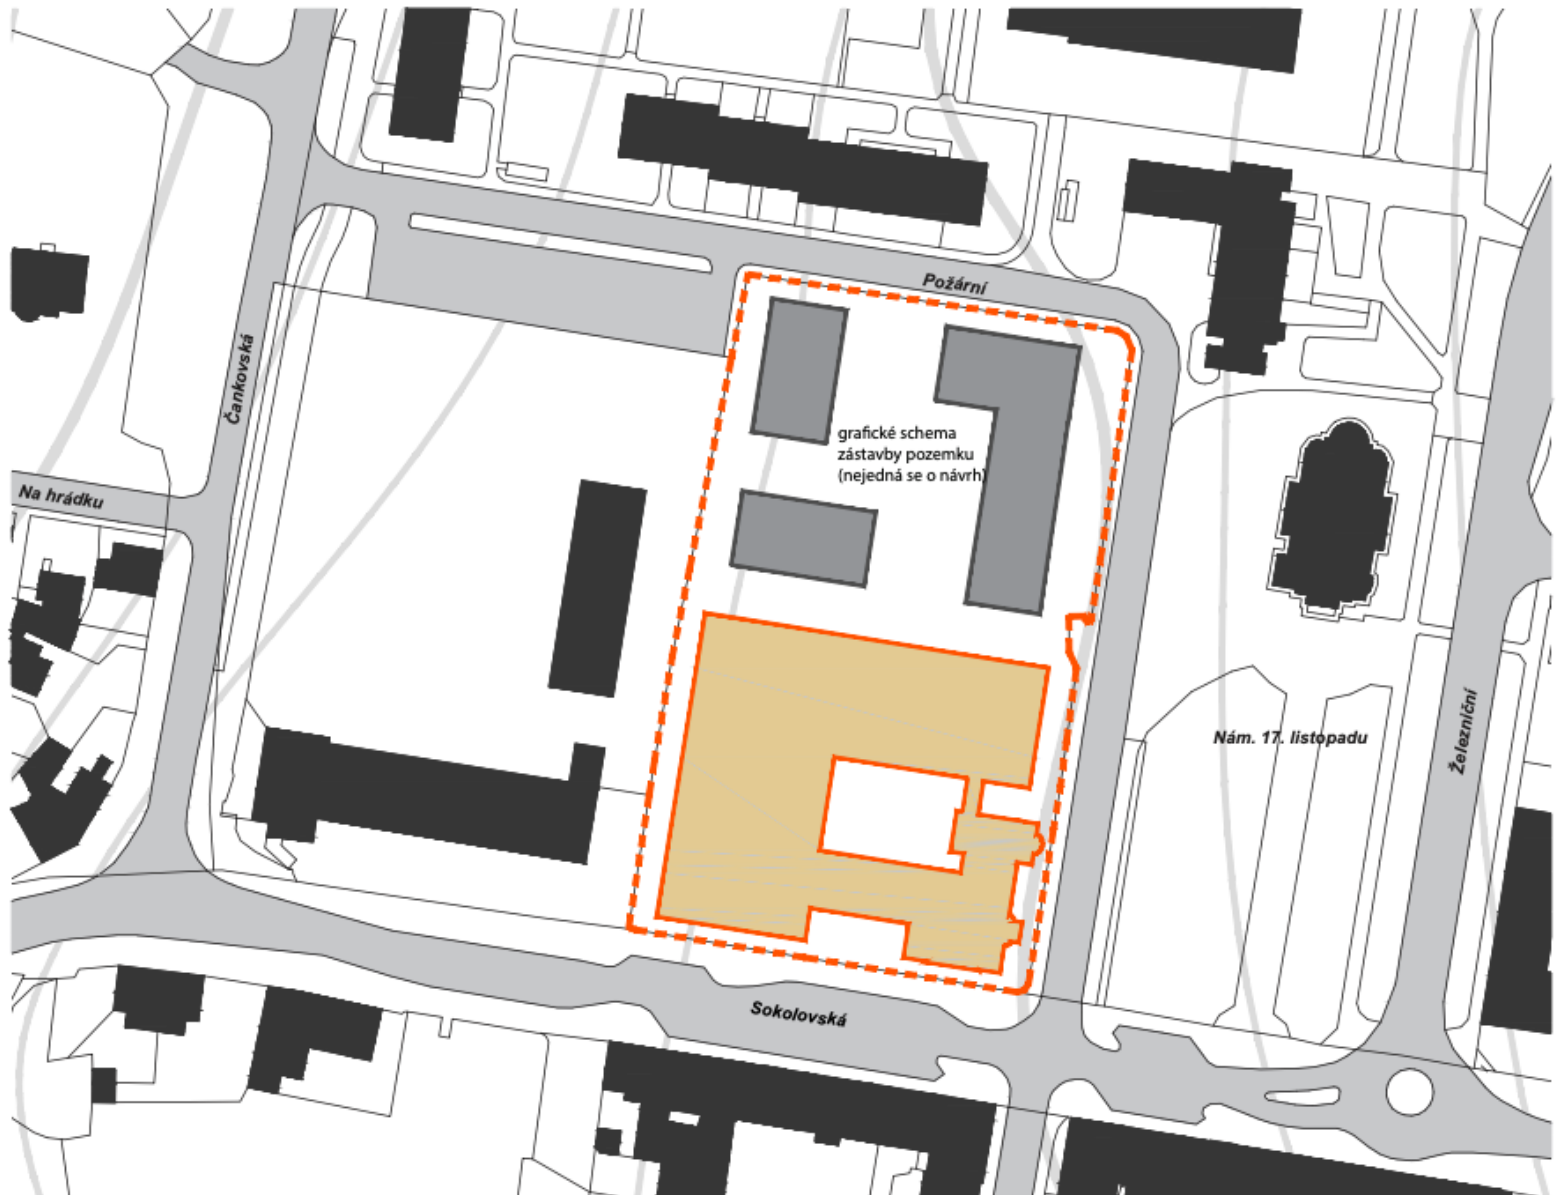 Požární
Čankovská
grafické schema
zástavby pozemku
(nejedná se o návrh)
Na hrádku
Nám. 17. listopadu
Železniční
Sokolovská